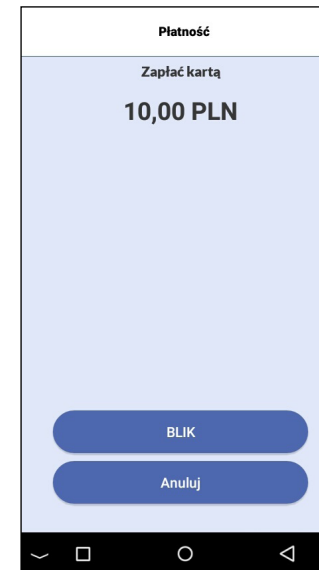 Płatność
Zapłać kartą
10,00 PLN
BLIK
Anuluj